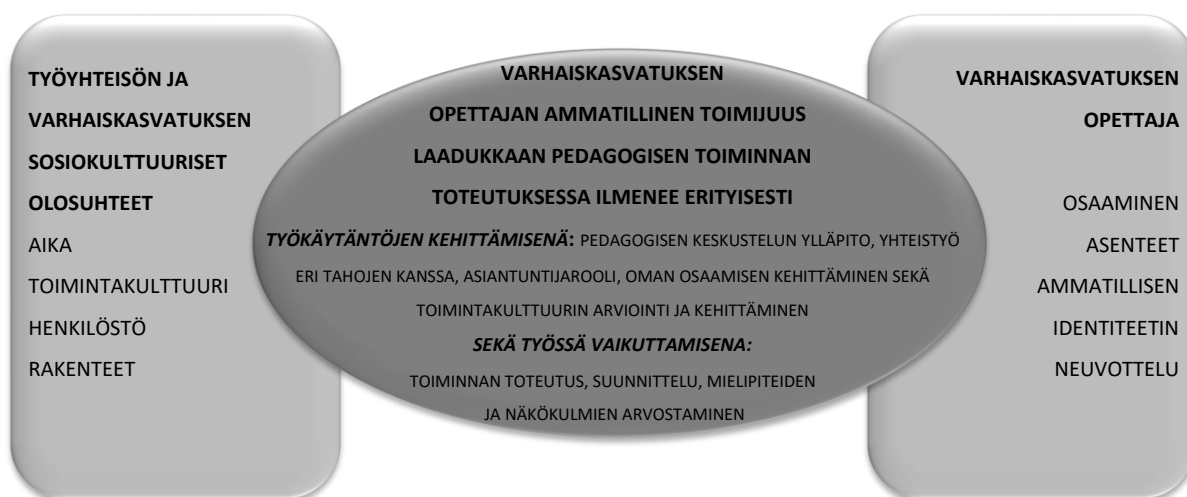 TYÖYHTEISÖN JA
VARHAISKASVATUKSEN
SOSIOKULTTUURISET
OLOSUHTEET
AIKA
TOIMINTAKULTTUURI
HENKILÖSTÖ
RAKENTEET
VARHAISKASVATUKSEN
OPETTAJAN AMMATILLINEN TOIMIJUUS
LAADUKKAAN PEDAGOGISEN TOIMINNAN
TOTEUTUKSESSA ILMENEE ERITYISESTI
TYÖKÄYTÄNTÖJEN KEHITTÄMISENÄ: PEDAGOGISEN KESKUSTELUN YLLÄPITO, YHTEISTYÖ
ERI TAHOJEN KANSSA, ASIANTUNTIJAROOLI, OMAN OSAAMISEN KEHITTÄMINEN SEKÄ
TOIMINTAKULTTUURIN ARVIOINTI JA KEHITTÄMINEN
SEKÄ TYÖSSÄ VAIKUTTAMISENA:
TOIMINNAN TOTEUTUS, SUUNNITTELU, MIELIPITEIDEN
JA NÄKÖKULMIEN ARVOSTAMINEN
VARHAISKASVATUKSEN
OPETTAJA
OSAAMINEN
ASENTEET
AMMATILLISEN
IDENTITEETIN
NEUVOTTELU